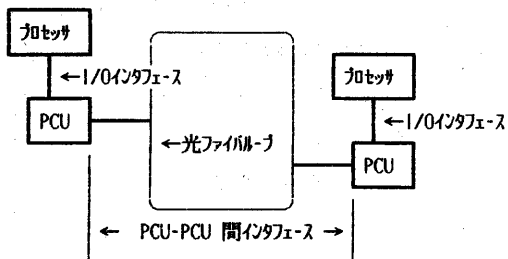 プロセッサ
←I/Oインタフェース
PCU
←光ファイバループ
プロセッサ
←I/Oインタフェース
PCU
← PCU-PCU 間インタフェース →